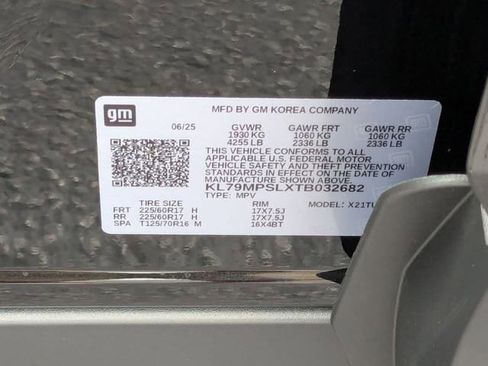 gm
MFD BY GM KOREA COMPANY
06/25 GVWR GAWR FRT GAWR RR
1930 KG 1060 KG 1060 KG
4255 LB 2336 LB 2336 LB
THIS VEHICLE CONFORMS TO ALL
APPLICABLE U.S. FEDERAL MOTOR
VEHICLE SAFETY AND THEFT PREVENTION
STANDARDS IN EFFECT ON THE DATE OF
MANUFACTURE SHOWN ABOVE.
KL79MPSLXTB032682
TYPE: MPV MODEL:
TIRE SIZE RIM
FRT 225/60R17 H 17X7.5J
RR 225/60R17 H 17X7.5J
SPA T125/70R16 M 16X4BT